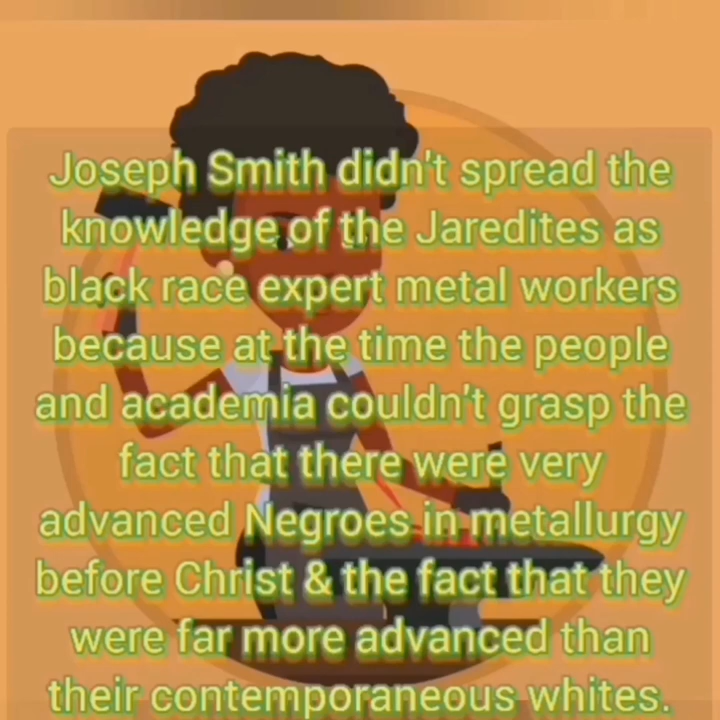 Joseph Smith didn't spread the
knowledge of the Jaredites as
black race expert metal workers
because at the time the people
and academia couldn't grasp the
fact that there were very
advanced Negroes in metallurgy
before Christ & the fact that they
were far more advanced than
their contemporaneous whites.